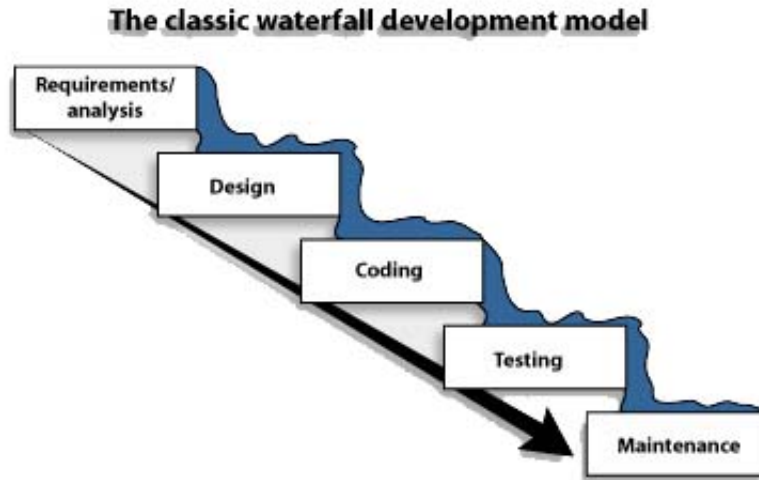 The classic waterfall development model
Requirements/
analysis
Design
Coding
Testing
Maintenance